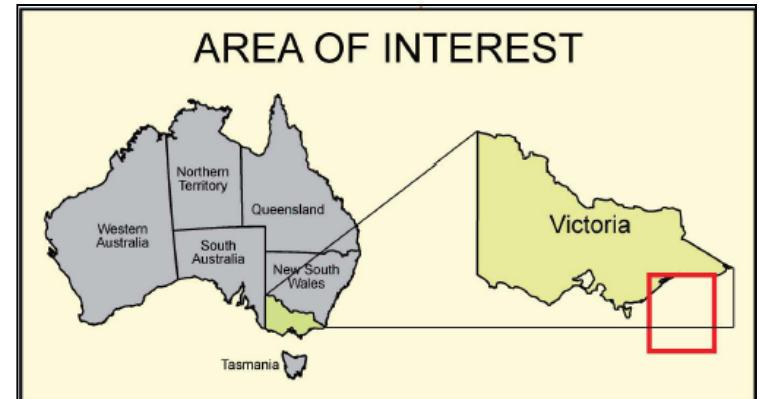 AREA OF INTEREST
Northern
Territory
Queensland
Western
Australia
South
Australia
New South
Wales
Tasmania
Victoria